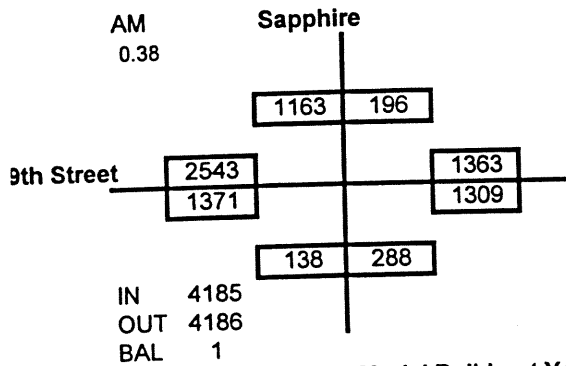 AM
Sapphire
0.38
1163 196
9th Street
2543
1371
1363
1309
138 288
IN 4185
OUT 4186
BAL 1